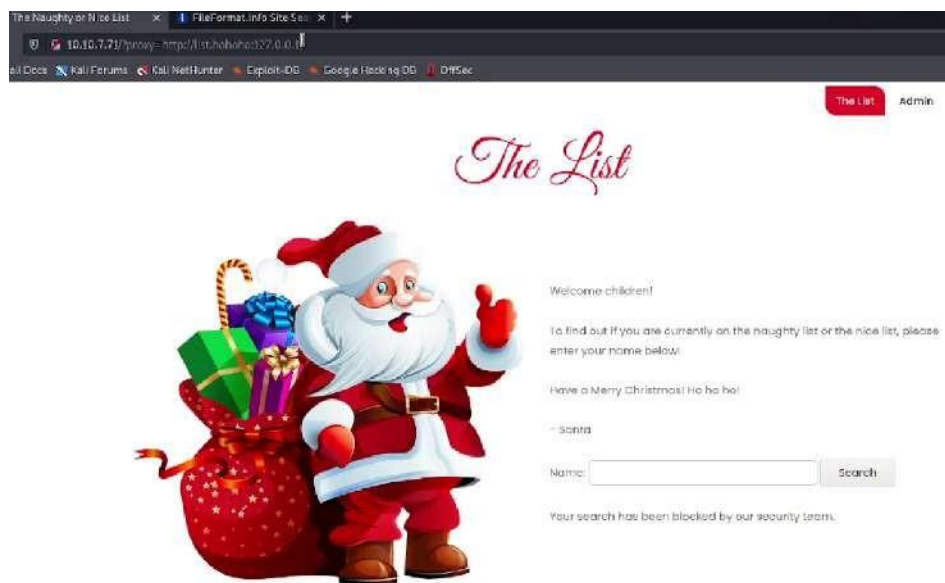 The Naughty or Nice List × FileFormat.Info Site Sea × +
10.10.7.71/?proxy=http://list.hohoho:127.0.0.1
ali Docs Kali Forums Kali NetHunter Exploit-DB Google Hacking DB OffSec
The List Admin
The List
Welcome children!
To find out if you are currently on the naughty list or the nice list, please
enter your name below!
Have a Merry Christmas! Ho ho ho!
- Santa
Name: Search
Your search has been blocked by our security team.